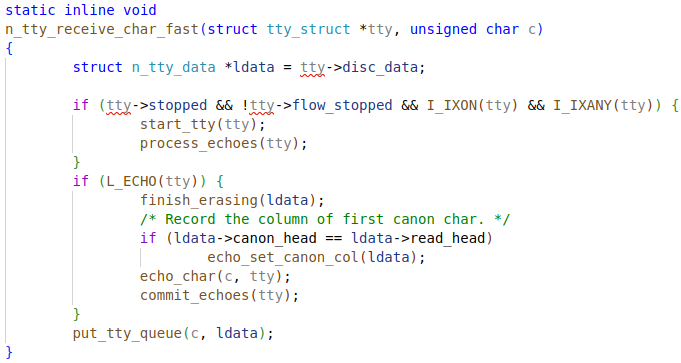 static inline void
n_tty_receive_char_fast(struct tty_struct *tty, unsigned char c)
{
        struct n_tty_data *ldata = tty->disc_data;

        if (tty->stopped && !tty->flow_stopped && I_IXON(tty) && I_IXANY(tty)) {
                start_tty(tty);
                process_echoes(tty);
        }
        if (L_ECHO(tty)) {
                finish_erasing(ldata);
                /* Record the column of first canon char. */
                if (ldata->canon_head == ldata->read_head)
                        echo_set_canon_col(ldata);
                echo_char(c, tty);
                commit_echoes(tty);
        }
        put_tty_queue(c, ldata);
}